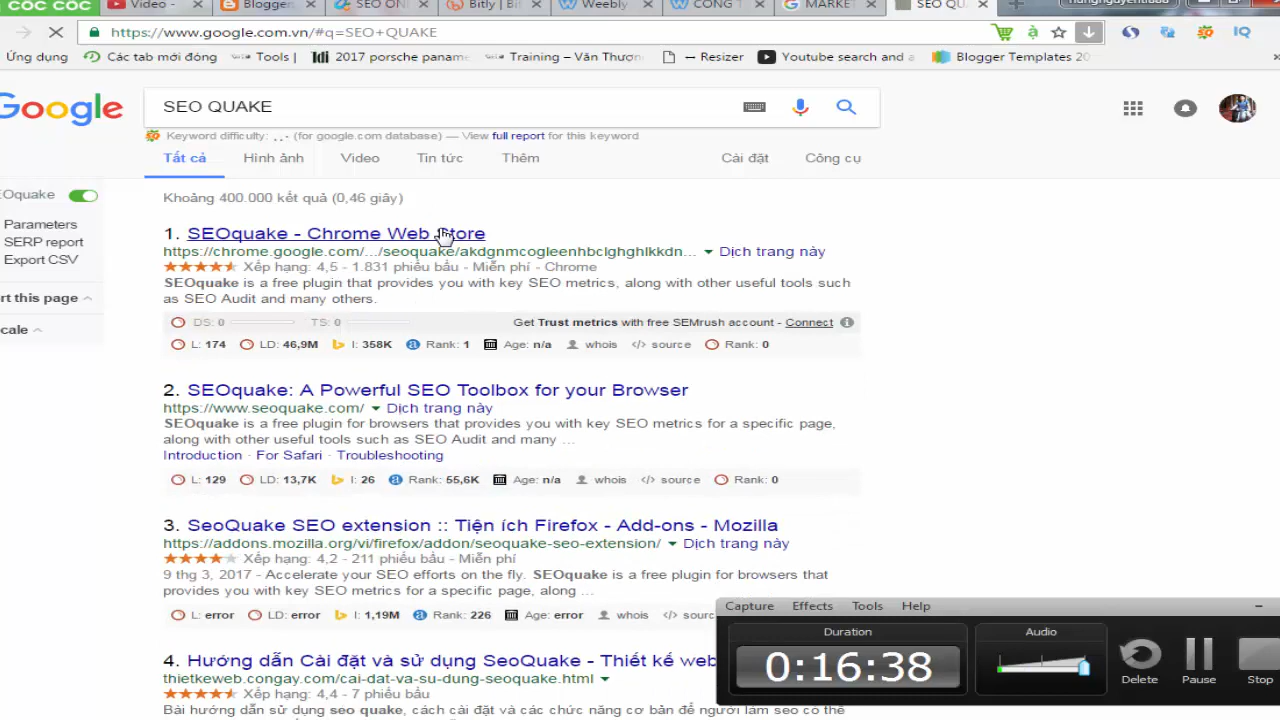 CỐC CỐC Video - Blogger SEO ONI Bitly | Bi Weebly CÔNG T MARKET SEO QU
https://www.google.com.vn/#q=SEO+QUAKE
Ứng dụng Các tab mới đóng Tools | 2017 porsche paname Training – Văn Thươn -- Resizer Youtube search and a Blogger Templates 20
Google SEO QUAKE
Keyword difficulty: (for google.com database) — View full report for this keyword
Tất cả Hình ảnh Video Tin tức Thêm Cài đặt Công cụ
Khoảng 400.000 kết quả (0,46 giây)
EOquake
Parameters
SERP report
Export CSV
rt this page
cale
1. SEOquake - Chrome Web Store
https://chrome.google.com/.../seoquake/akdgnmcogleenhbclghghlkkdn... Dịch trang này
Xếp hạng: 4,5 - 1.831 phiếu bầu - Miễn phí - Chrome
SEOquake is a free plugin that provides you with key SEO metrics, along with other useful tools such
as SEO Audit and many others.
DS: 0 TS: 0 Get Trust metrics with free SEMrush account - Connect
L: 174 LD: 46,9M I: 358K Rank: 1 Age: n/a whois </> source Rank: 0
2. SEOquake: A Powerful SEO Toolbox for your Browser
https://www.seoquake.com/ Dịch trang này
SEOquake is a free plugin for browsers that provides you with key SEO metrics for a specific page,
along with other useful tools such as SEO Audit and many ...
Introduction · For Safari · Troubleshooting
L: 129 LD: 13,7K I: 26 Rank: 55,6K Age: n/a whois </> source Rank: 0
3. SeoQuake SEO extension :: Tiện ích Firefox - Add-ons - Mozilla
https://addons.mozilla.org/vi/firefox/addon/seoquake-seo-extension/ Dịch trang này
Xếp hạng: 4,2 - 211 phiếu bầu - Miễn phí
9 thg 3, 2017 - Accelerate your SEO efforts on the fly. SEOquake is a free plugin for browsers that
provides you with key SEO metrics for a specific page, along ...
L: error LD: error I: 1,19M Rank: 226 Age: error whois </> sourc
4. Hướng dẫn Cài đặt và sử dụng SeoQuake - Thiết kế web
thietkeweb.congay.com/cai-dat-va-su-dung-seoquake.html
Xếp hạng: 4,4 - 7 phiếu bầu
Bài hướng dẫn sử dụng seo quake, cách cài đặt và các chức năng cơ bản để người làm seo có thể
Capture Effects Tools Help
Duration Audio
0:16:38
Delete Pause Stop